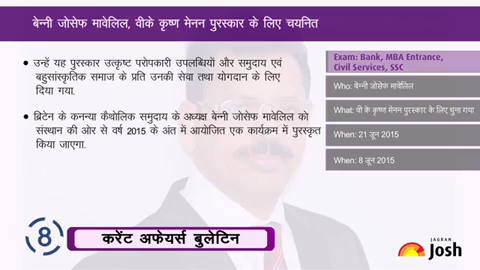 बेन्नी जोसेफ मावेलिल, वीके कृष्ण मेनन पुरस्कार के लिए चयनित
• उन्हें यह पुरस्कार उत्कृष्ट परोपकारी उपलब्धियों और समुदाय एवं
बहुसांस्कृतिक समाज के प्रति उनकी सेवा तथा योगदान के लिए
दिया गया.
• ब्रिटेन के कनन्या कैथोलिक समुदाय के अध्यक्ष बेन्नी जोसेफ मावेलिल को
संस्थान की ओर से वर्ष 2015 के अंत में आयोजित एक कार्यक्रम में पुरस्कृत
किया जाएगा.
Exam: Bank, MBA Entrance,
Civil Services, SSC
Who: बेन्नी जोसेफ मावेलिल
What: वी के कृष्ण मेनन पुरस्कार के लिए चुना गया
When: 21 जून 2015
When: 8 जून 2015
8
करेंट अफेयर्स बुलेटिन
JAGRAN
Josh